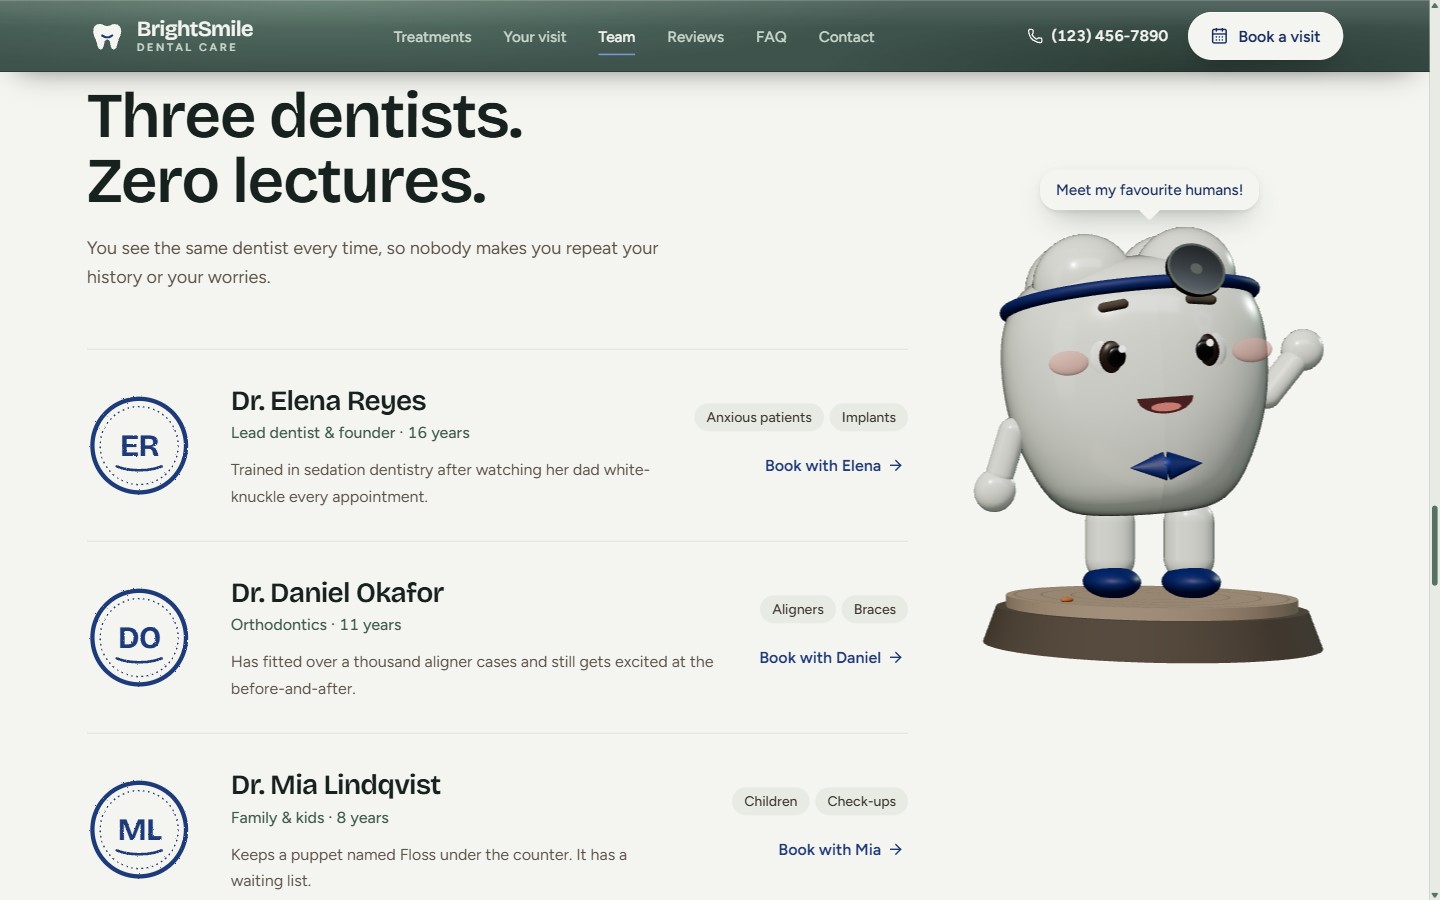 BrightSmile
DENTAL CARE
Treatments
Your visit
Team
Reviews
FAQ
Contact
(123) 456-7890
Book a visit
Three dentists.
Zero lectures.
You see the same dentist every time, so nobody makes you repeat your
history or your worries.
Meet my favourite humans!
ER
Dr. Elena Reyes
Lead dentist & founder · 16 years
Trained in sedation dentistry after watching her dad white-
knuckle every appointment.
Anxious patients
Implants
Book with Elena →
DO
Dr. Daniel Okafor
Orthodontics · 11 years
Has fitted over a thousand aligner cases and still gets excited at the
before-and-after.
Aligners
Braces
Book with Daniel →
ML
Dr. Mia Lindqvist
Family & kids · 8 years
Keeps a puppet named Floss under the counter. It has a
waiting list.
Children
Check-ups
Book with Mia →